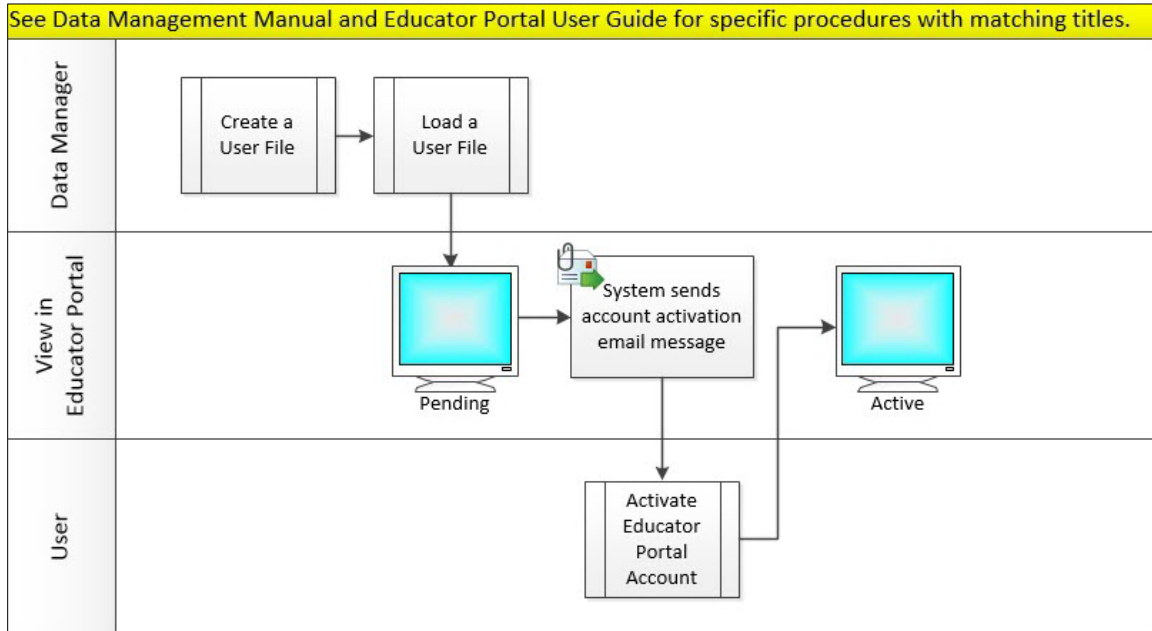 See Data Management Manual and Educator Portal User Guide for specific procedures with matching titles.
Data Manager
Create a
User File
Load a
User File
View in
Educator Portal
Pending
System sends
account activation
email message
Active
User
Activate
Educator
Portal
Account